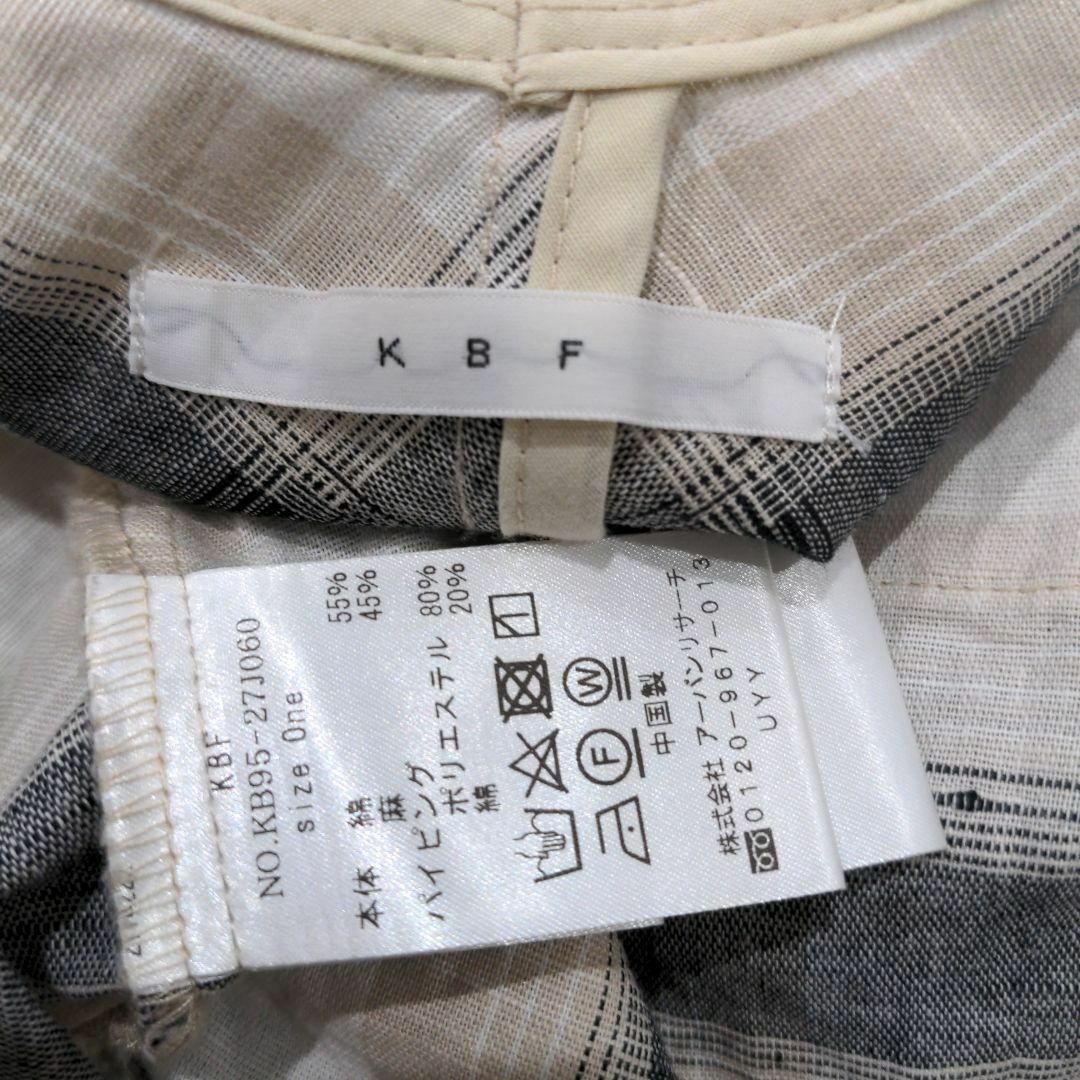 K B F
KBF
NO.KB95-27J060
size One
本体 綿 55%
麻 45%
パイピング
ポリエステル 80%
綿 20%
W
F
中国製
株式会社 アーバンリサーチ
0120-967-013
UYY